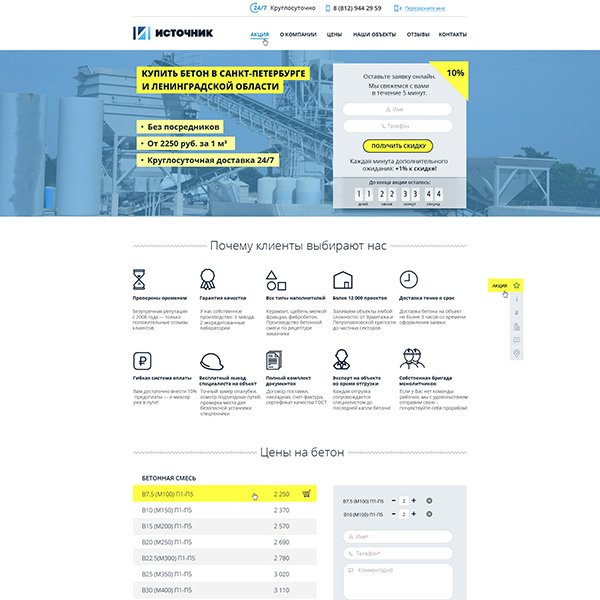 24/7 Круглосуточно
8 (812) 944 29 59
Перезвоните мне
ИСТОЧНИК
АКЦИЯ
О КОМПАНИИ
ЦЕНЫ
НАШИ ОБЪЕКТЫ
ОТЗЫВЫ
КОНТАКТЫ
КУПИТЬ БЕТОН В САНКТ-ПЕТЕРБУРГЕ
И ЛЕНИНГРАДСКОЙ ОБЛАСТИ
• Без посредников
• От 2250 руб. за 1 м³
• Круглосуточная доставка 24/7
Оставьте заявку онлайн.
10%
Мы свяжемся с вами
в течение 5 минут.
Имя
Телефон
ПОЛУЧИТЬ СКИДКУ
Каждая минута дополнительного
ожидания: +1% к скидке!
До конца акции осталось:
11 22 33 44
дней часов минут секунд
Почему клиенты выбирают нас
Проверены временем
Безупречная репутация
с 2008 года — только
положительные отзывы
клиентов
Гарантия качества
У нас собственное
производство: 3 завода,
2 аккредитованные
лаборатории
Все типы наполнителей
Керамзит, щебень мелкой
фракции, фибробетон.
Производство бетонной
смеси по рецептуре
заказчика
Более 12 000 проектов
Заливаем объекты любой
сложности: от Эрмитажа и
Петропавловской крепости
до частных секторов
Доставка точно в срок
Доставка бетона на объект
не более 3 часов со времени
оформления заявки
АКЦИЯ
Гибкая система оплаты
Вам достаточно внести 10%
предоплаты — и миксер
уже в пути!
Бесплатный выезд
специалиста на объект
Точный замер опалубки,
осмотр подъездных путей,
проверка места для
безопасной установки
спецтехники
Полный комплект
документов
Договор поставки,
накладная, счет-фактура,
сертификат качества ГОСТ
Эксперт на объекте
во время отгрузки
Каждая отгрузка
сопровождается
специалистом до
последней капли бетона!
Собственная бригада
монолитчиков
Если у Вас нет команды
рабочих, мы с удовольствием
отправим свою –
почувствуйте себя прорабом!
Цены на бетон
БЕТОННАЯ СМЕСЬ
В7,5 (М100) П1-П5 2 250
В10 (М150) П1-П5 2 370
В15 (М200) П1-П5 2 570
В20 (М250) П1-П5 2 690
В22.5(М300) П1-П5 2 780
В25 (М350) П1-П5 3 020
В30 (М400) П1-П5 3 110
В7,5 (М100) П1-П5 − 2 +
В10 (М150) П1-П5 − 2 +
Имя*
Телефон*
Комментарий